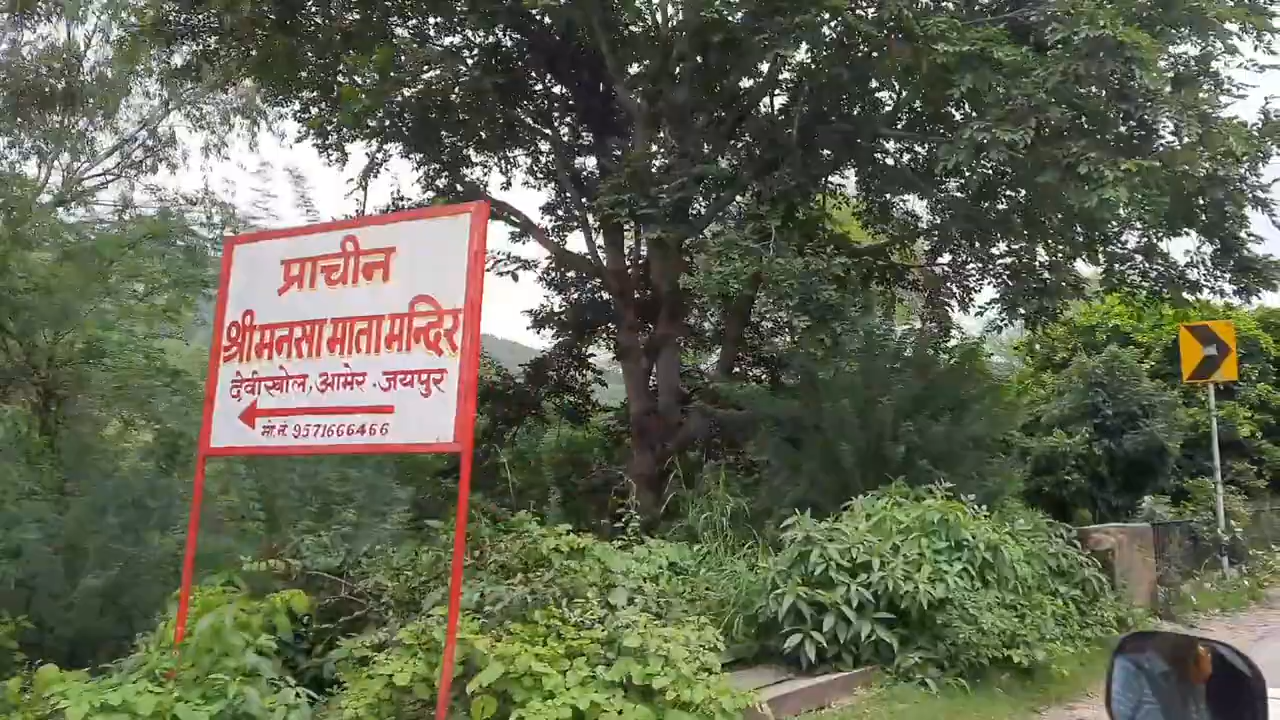 प्राचीन
श्री मनसा माता मन्दिर
देवीखोल, आमेर - जयपुर
मो. नं. 9571666466